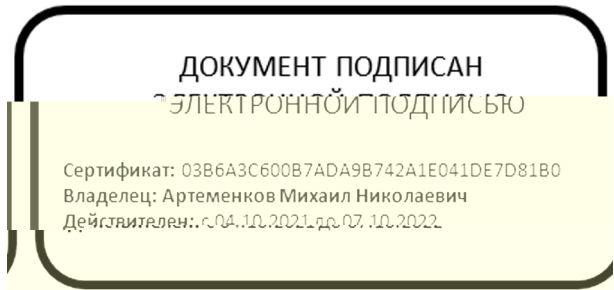 ДОКУМЕНТ ПОДПИСАН
ЭЛЕКТРОННОЙ ПОДПИСЬЮ
Сертификат: 03B6A3C600B7ADA9B742A1E041DE7D81B0
Владелец: Артеменков Михаил Николаевич
Действителен: с 04.10.2021 до 07.10.2022